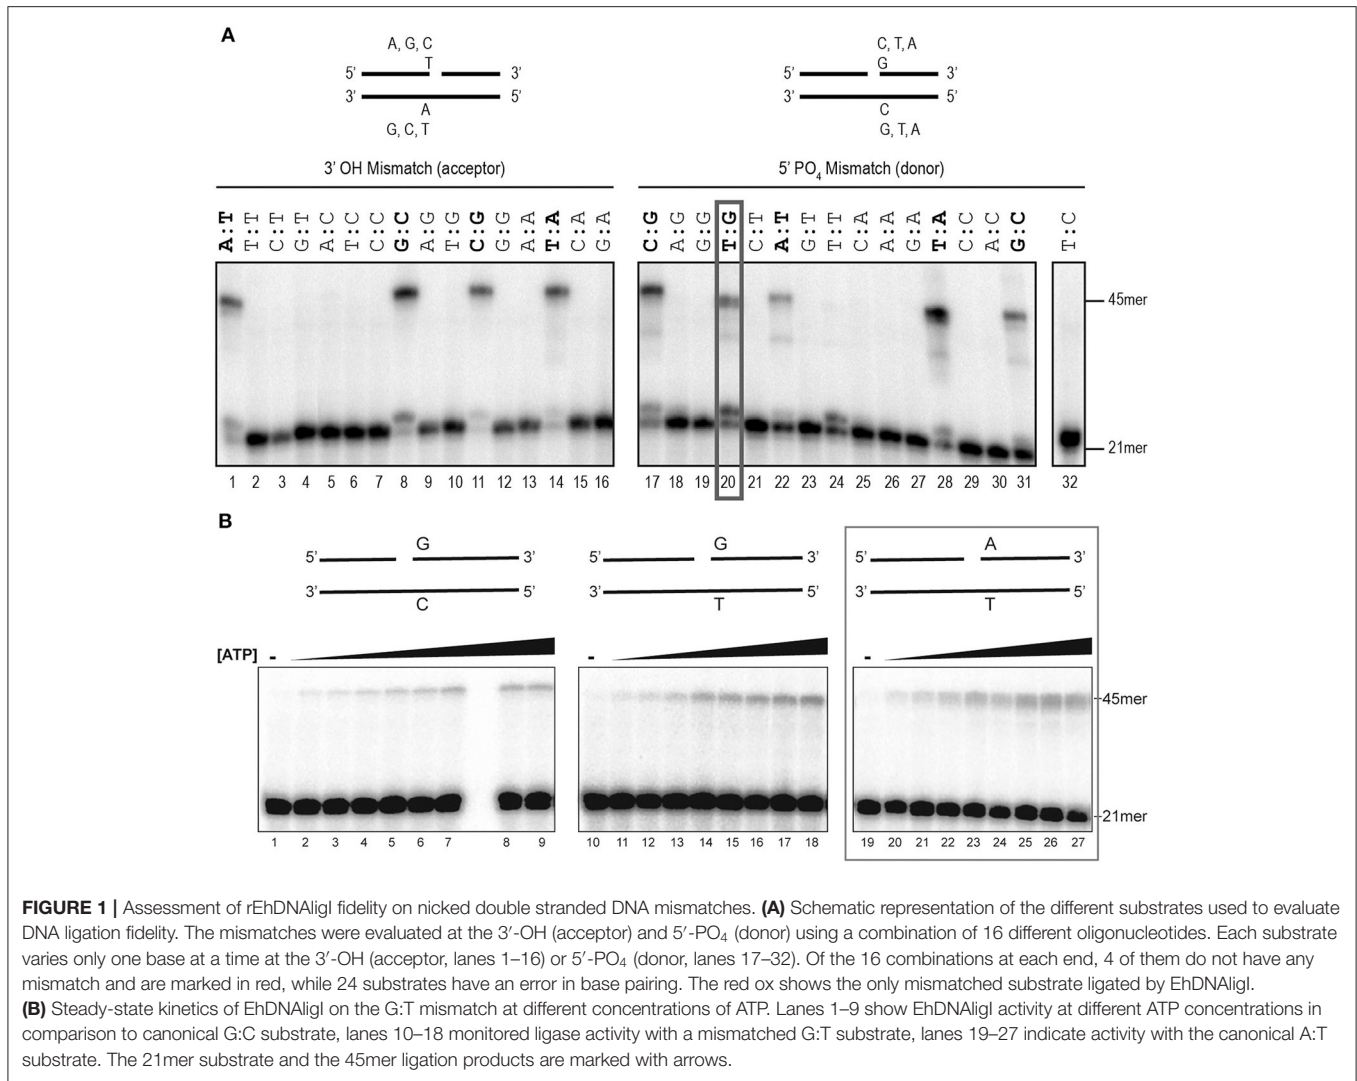 A
A, G, C
T
5' 3'
3' 5'
A
G, C, T
C, T, A
G
5' 3'
3' 5'
C
G, T, A
3' OH Mismatch (acceptor)
5' PO4 Mismatch (donor)
A:T T:T C:T G:T A:C T:C C:C G:C A:G T:G C:G G:G A:A T:A C:A G:A
C:G A:G G:G T:G C:T A:T G:T T:T C:A A:A G:A T:A C:C A:C G:C T:C
45mer
21mer
1 2 3 4 5 6 7 8 9 10 11 12 13 14 15 16
17 18 19 20 21 22 23 24 25 26 27 28 29 30 31 32
B
G
5' 3'
3' 5'
C
G
5' 3'
3' 5'
T
A
5' 3'
3' 5'
T
[ATP] - - -
45mer
21mer
1 2 3 4 5 6 7 8 9
10 11 12 13 14 15 16 17 18
19 20 21 22 23 24 25 26 27
FIGURE 1 | Assessment of rEhDNAligI fidelity on nicked double stranded DNA mismatches. (A) Schematic representation of the different substrates used to evaluate
DNA ligation fidelity. The mismatches were evaluated at the 3′-OH (acceptor) and 5′-PO4 (donor) using a combination of 16 different oligonucleotides. Each substrate
varies only one base at a time at the 3′-OH (acceptor, lanes 1–16) or 5′-PO4 (donor, lanes 17–32). Of the 16 combinations at each end, 4 of them do not have any
mismatch and are marked in red, while 24 substrates have an error in base pairing. The red ox shows the only mismatched substrate ligated by EhDNAligI.
(B) Steady-state kinetics of EhDNAligI on the G:T mismatch at different concentrations of ATP. Lanes 1–9 show EhDNAligI activity at different ATP concentrations in
comparison to canonical G:C substrate, lanes 10–18 monitored ligase activity with a mismatched G:T substrate, lanes 19–27 indicate activity with the canonical A:T
substrate. The 21mer substrate and the 45mer ligation products are marked with arrows.